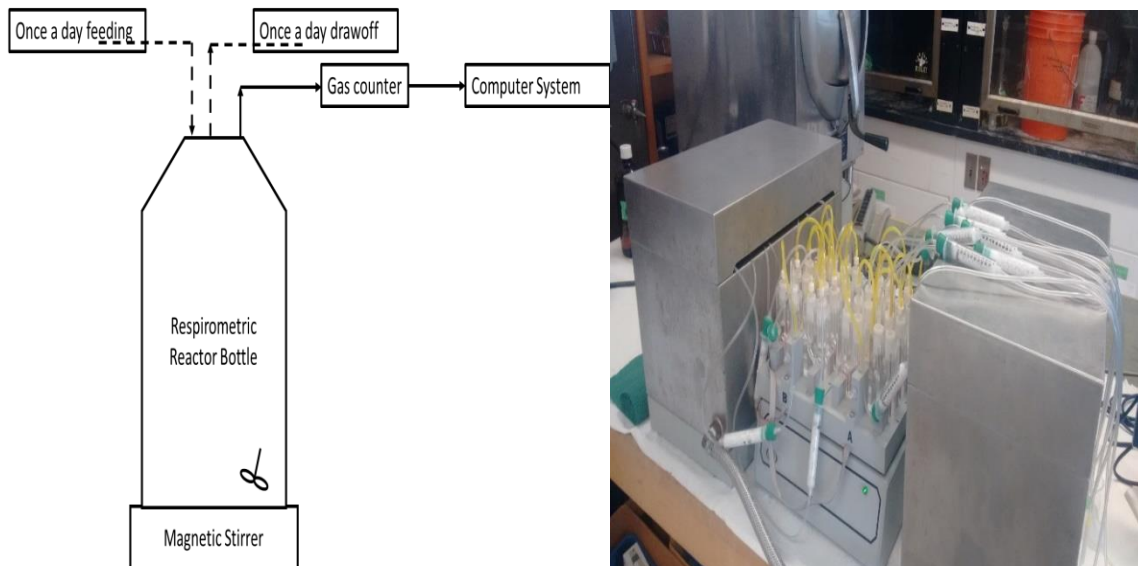 Once a day feeding
Once a day drawoff
Gas counter
Computer System
Respirometric
Reactor Bottle
Magnetic Stirrer
B
A